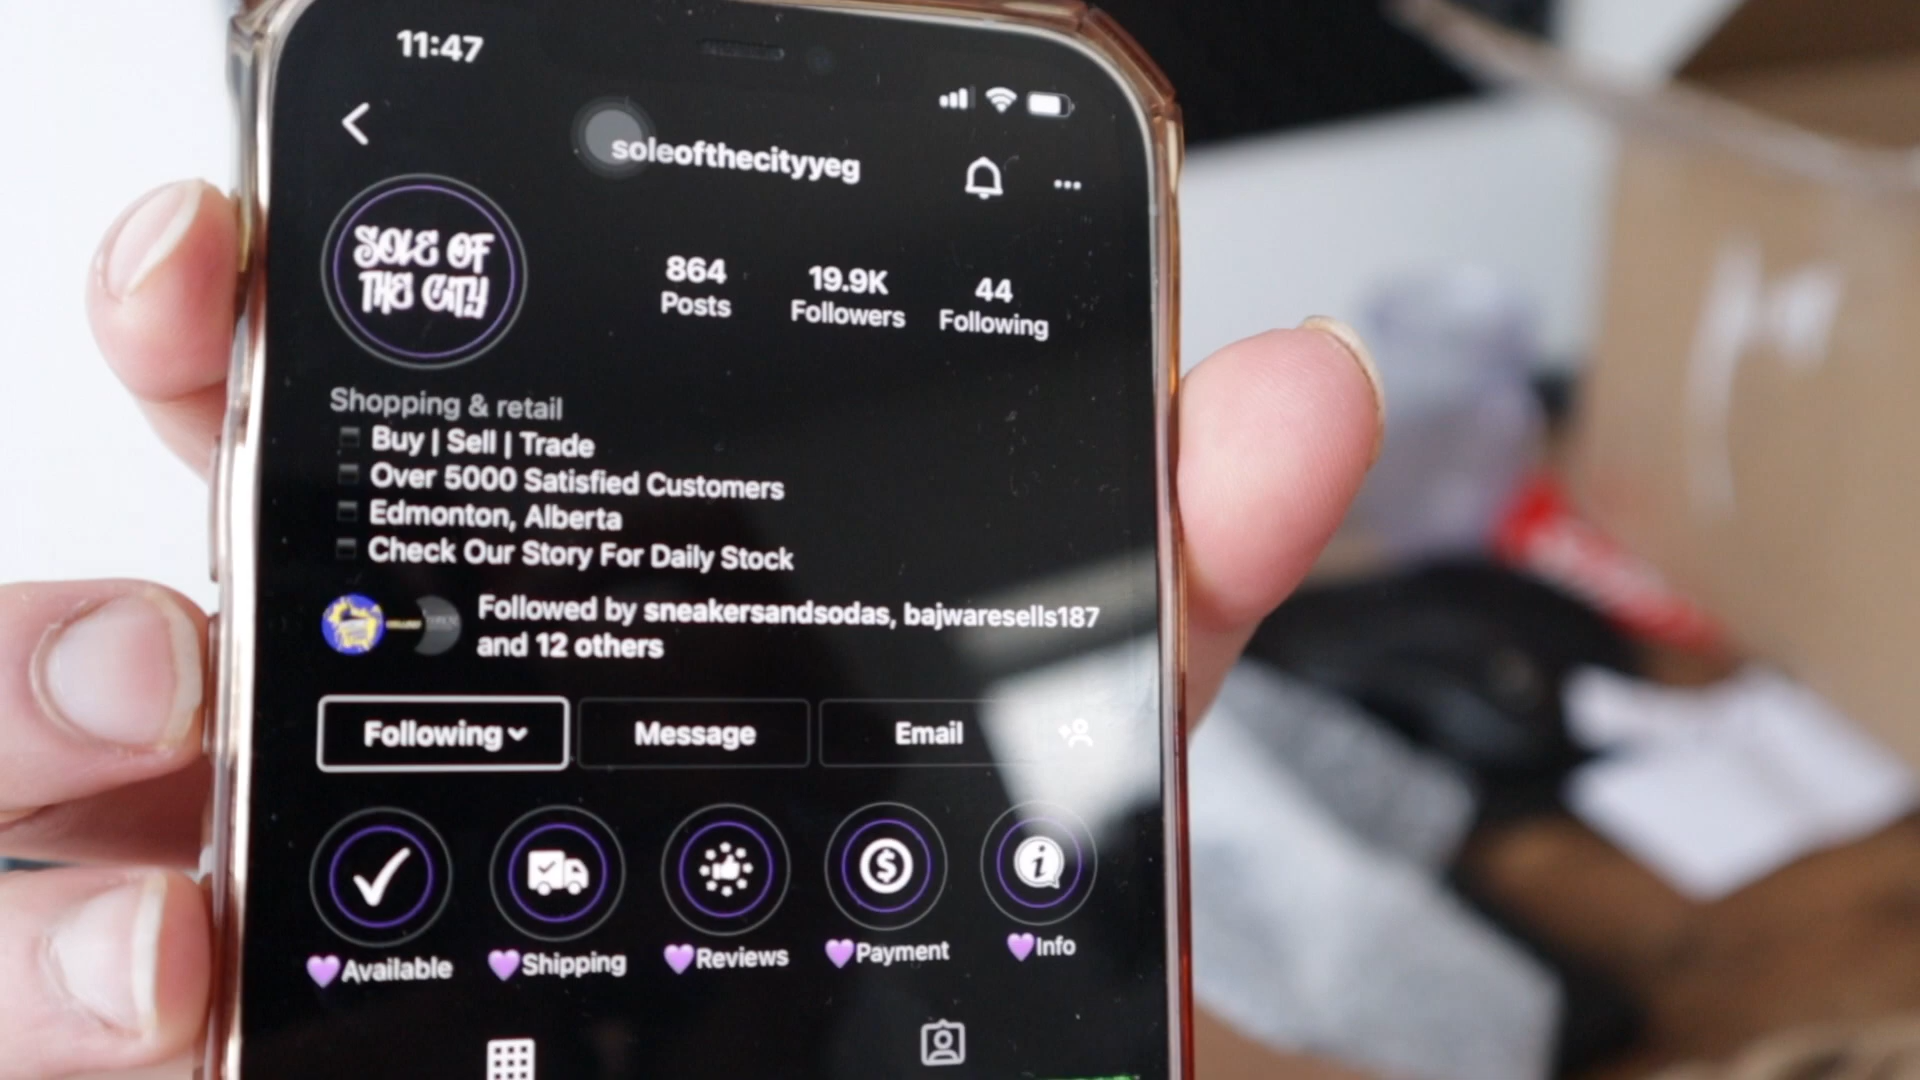 11:47
soleofthecityyeg
SOLE OF
THE CITY
864
Posts
19.9K
Followers
44
Following
Shopping & retail
Buy | Sell | Trade
Over 5000 Satisfied Customers
Edmonton, Alberta
Check Our Story For Daily Stock
Followed by sneakersandsodas, bajwaresells187
and 12 others
Following
Message
Email
💜Available
💜Shipping
💜Reviews
💜Payment
💜Info